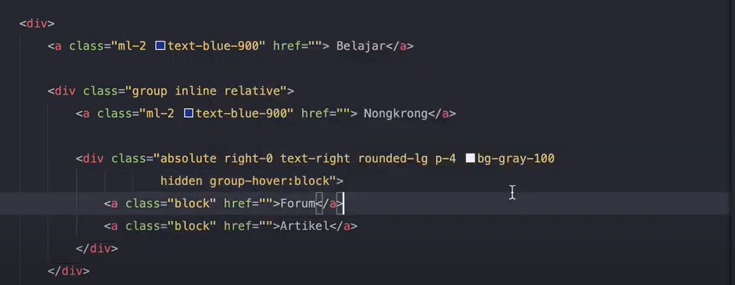 <div>
<a class="ml-2 text-blue-900" href=""> Belajar</a>
<div class="group inline relative">
<a class="ml-2 text-blue-900" href=""> Nongkrong</a>
<div class="absolute right-0 text-right rounded-lg p-4 bg-gray-100
hidden group-hover:block">
<a class="block" href="">Forum</a>
<a class="block" href="">Artikel</a>
</div>
</div>